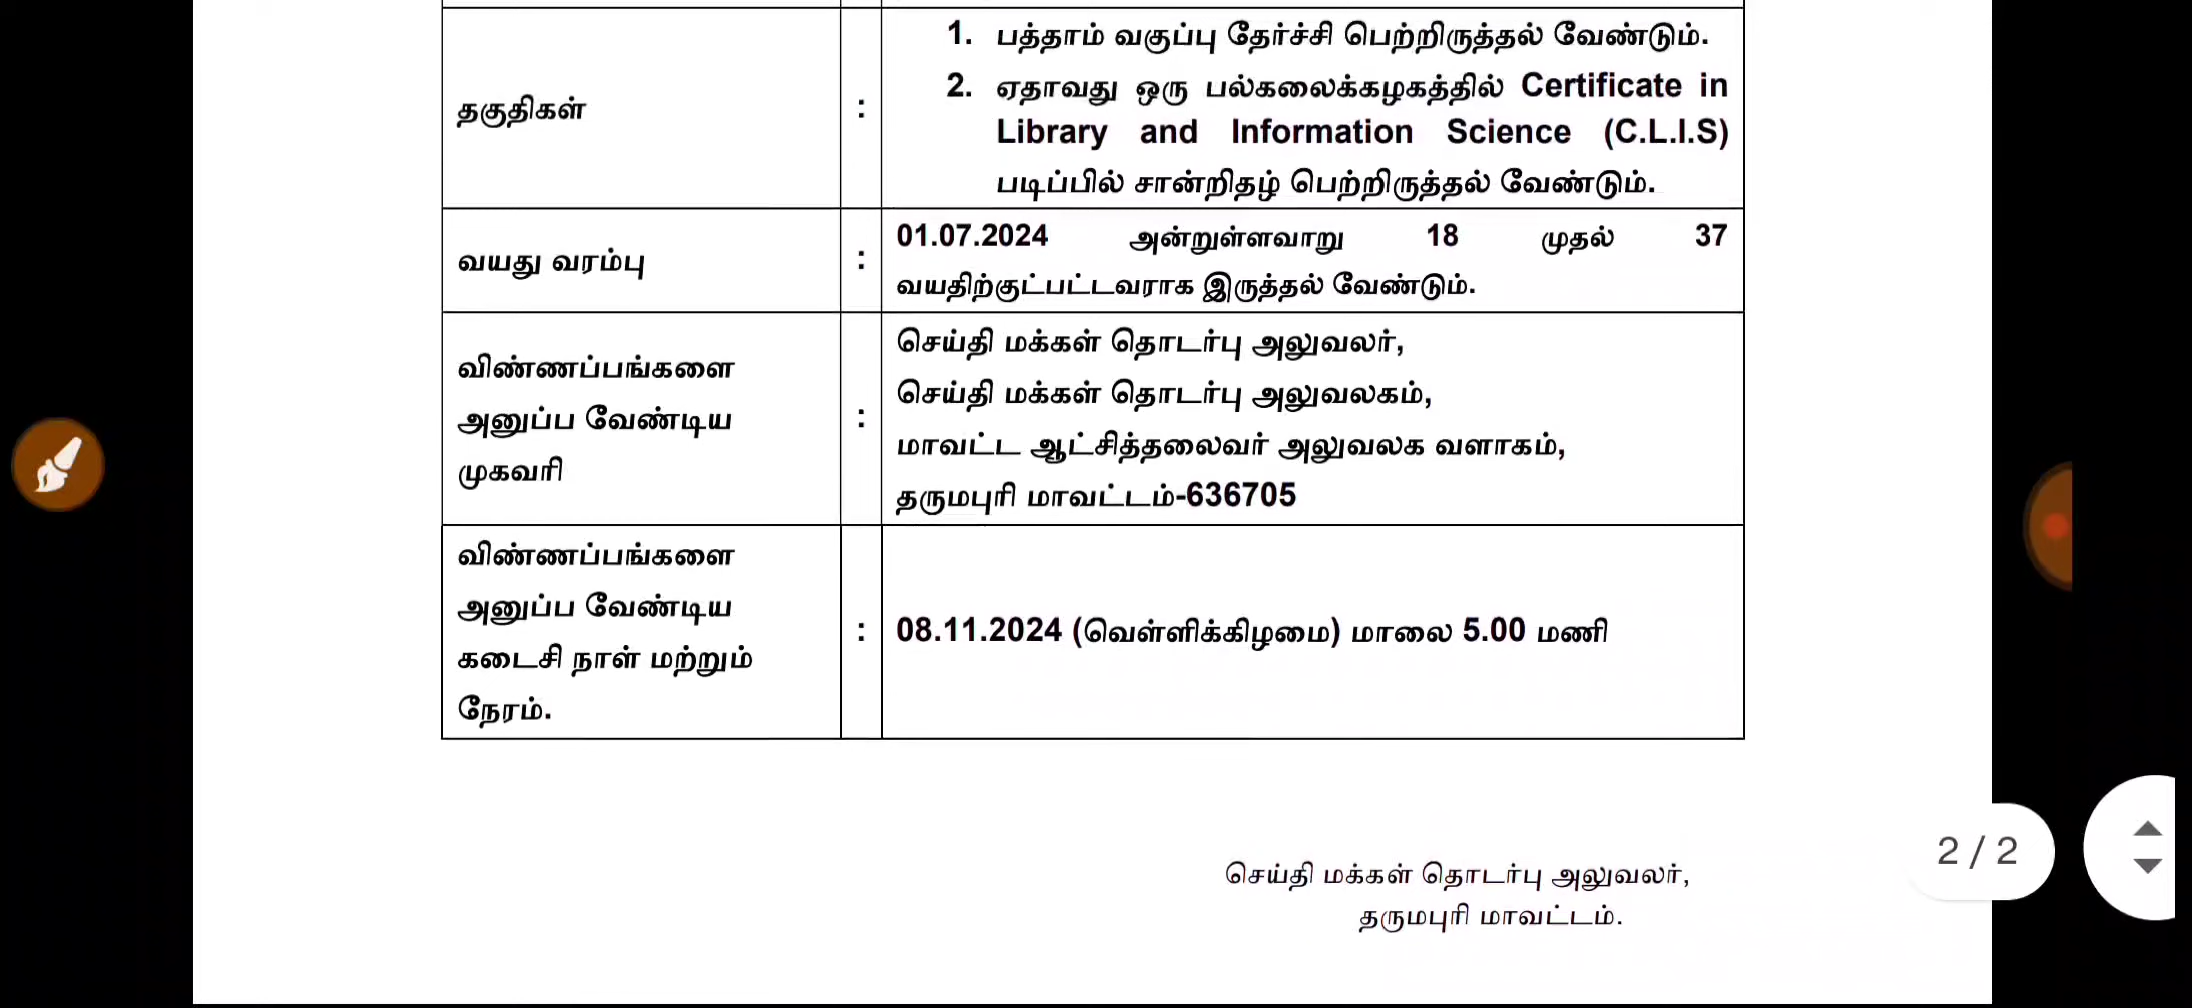 தகுதிகள் : 1. பத்தாம் வகுப்பு தேர்ச்சி பெற்றிருத்தல் வேண்டும்.
2. ஏதாவது ஒரு பல்கலைக்கழகத்தில் Certificate in
Library and Information Science (C.L.I.S)
படிப்பில் சான்றிதழ் பெற்றிருத்தல் வேண்டும்.
வயது வரம்பு : 01.07.2024 அன்றுள்ளவாறு 18 முதல் 37
வயதிற்குட்பட்டவராக இருத்தல் வேண்டும்.
விண்ணப்பங்களை
அனுப்ப வேண்டிய
முகவரி
:
செய்தி மக்கள் தொடர்பு அலுவலர்,
செய்தி மக்கள் தொடர்பு அலுவலகம்,
மாவட்ட ஆட்சித்தலைவர் அலுவலக வளாகம்,
தருமபுரி மாவட்டம்-636705
விண்ணப்பங்களை
அனுப்ப வேண்டிய
கடைசி நாள் மற்றும்
நேரம்.
: 08.11.2024 (வெள்ளிக்கிழமை) மாலை 5.00 மணி
2 / 2
செய்தி மக்கள் தொடர்பு அலுவலர்,
தருமபுரி மாவட்டம்.